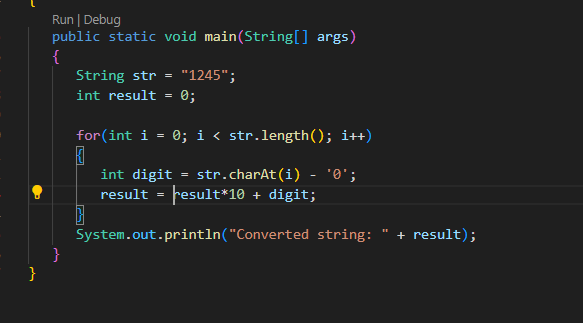 {
Run | Debug
public static void main(String[] args)
{
String str = "1245";
int result = 0;
for(int i = 0; i < str.length(); i++)
{
int digit = str.charAt(i) - '0';
result = result*10 + digit;
}
System.out.println("Converted string: " + result);
}
}